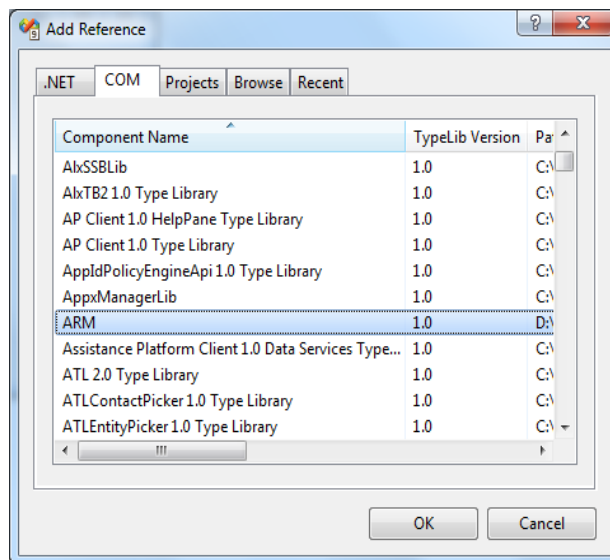 Add Reference
.NET COM Projects Browse Recent
Component Name TypeLib Version Pa
AlxSSBLib 1.0 C:\
AlxTB2 1.0 Type Library 1.0 C:\
AP Client 1.0 HelpPane Type Library 1.0 C:\
AP Client 1.0 Type Library 1.0 C:\
AppIdPolicyEngineApi 1.0 Type Library 1.0 C:\
AppxManagerLib 1.0 C:\
ARM 1.0 D:\
Assistance Platform Client 1.0 Data Services Type... 1.0 C:\
ATL 2.0 Type Library 1.0 C:\
ATLContactPicker 1.0 Type Library 1.0 C:\
ATLEntityPicker 1.0 Type Library 1.0 C:\
OK Cancel